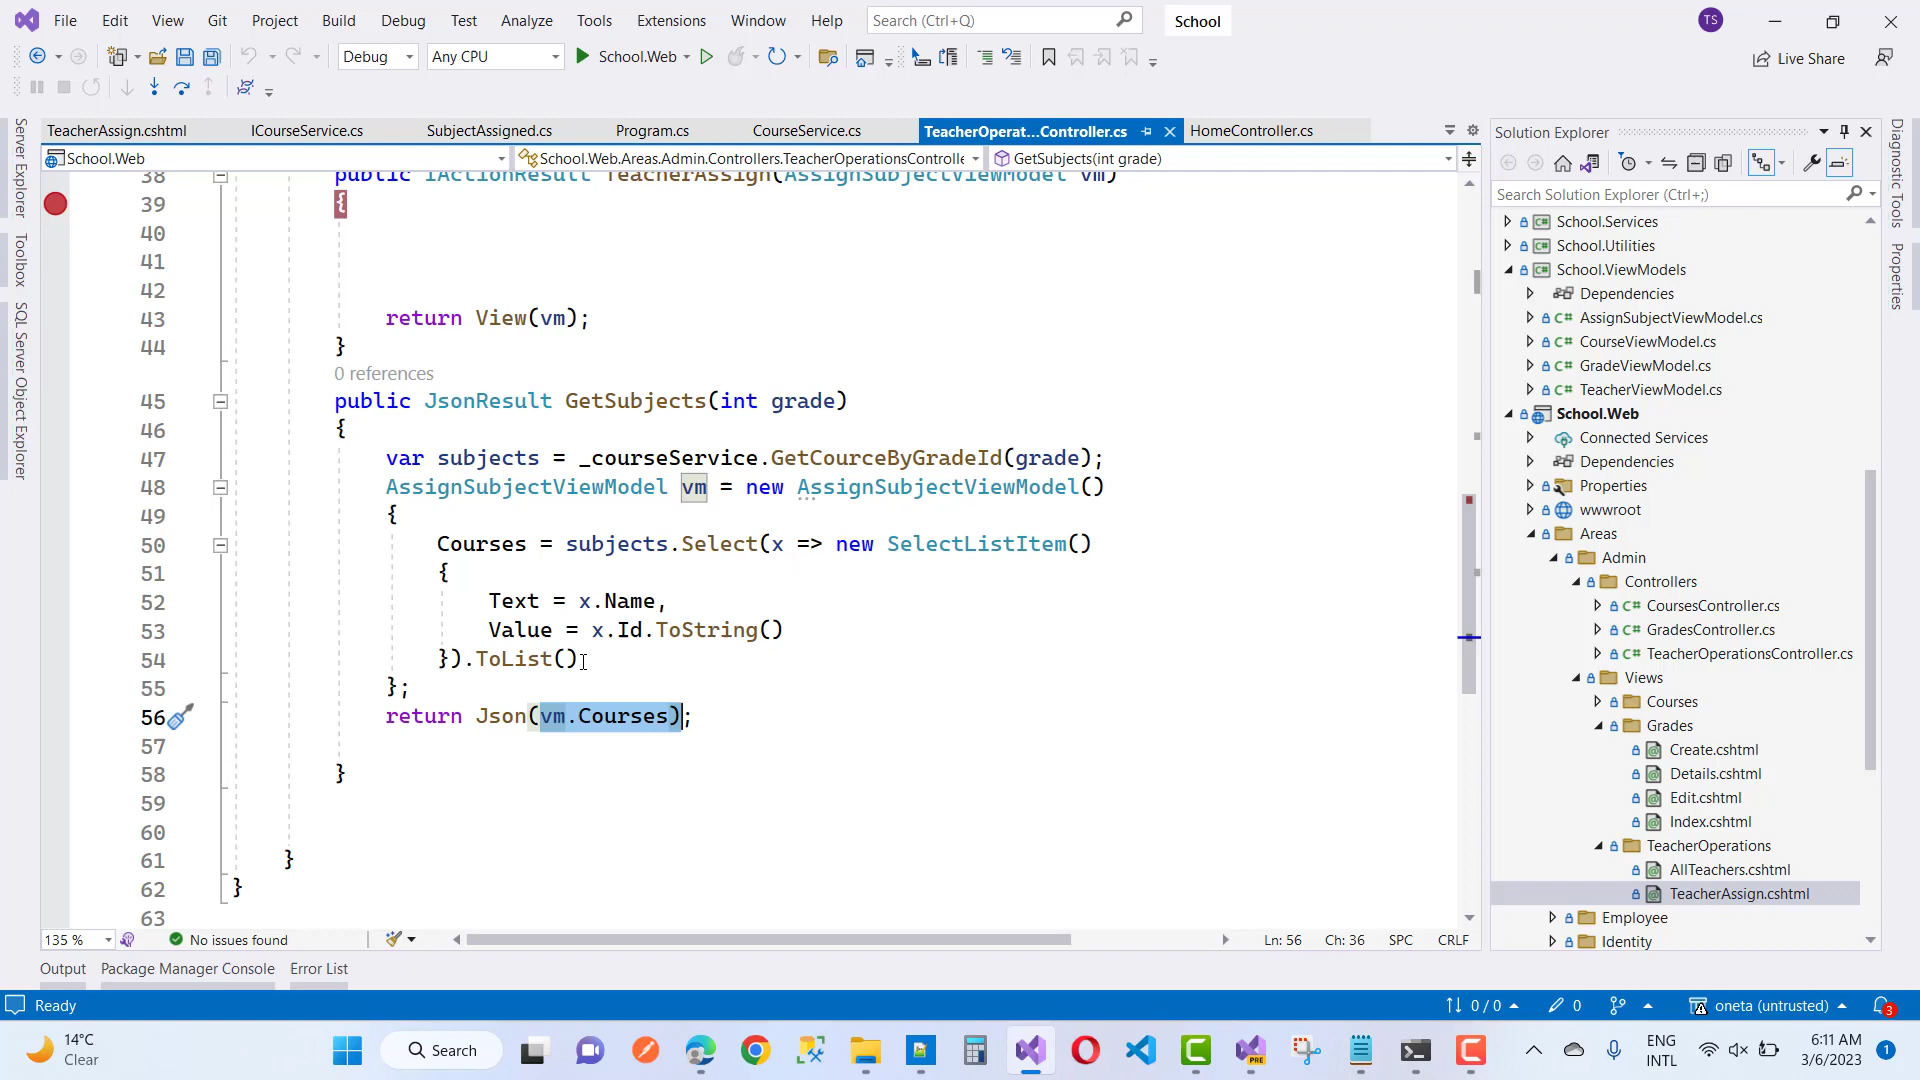 File Edit View Git Project Build Debug Test Analyze Tools Extensions Window Help Search (Ctrl+Q) School TS
Debug Any CPU School.Web Live Share
TeacherAssign.cshtml ICourseService.cs SubjectAssigned.cs Program.cs CourseService.cs TeacherOperat...Controller.cs HomeController.cs
School.Web School.Web.Areas.Admin.Controllers.TeacherOperationsControlle GetSubjects(int grade)
38 public IActionResult TeacherAssign(AssignSubjectViewModel vm)
39 {
40
41
42
43 return View(vm);
44 }
0 references
45 public JsonResult GetSubjects(int grade)
46 {
47 var subjects = _courseService.GetCourceByGradeId(grade);
48 AssignSubjectViewModel vm = new AssignSubjectViewModel()
49 {
50 Courses = subjects.Select(x => new SelectListItem()
51 {
52 Text = x.Name,
53 Value = x.Id.ToString()
54 }).ToList()
55 };
56 return Json(vm.Courses);
57
58 }
59
60
61 }
62 }
63
135 % No issues found Ln: 56 Ch: 36 SPC CRLF
Output Package Manager Console Error List
Server Explorer
Toolbox
SQL Server Object Explorer
Solution Explorer
Search Solution Explorer (Ctrl+;)
School.Services
School.Utilities
School.ViewModels
Dependencies
AssignSubjectViewModel.cs
CourseViewModel.cs
GradeViewModel.cs
TeacherViewModel.cs
School.Web
Connected Services
Dependencies
Properties
wwwroot
Areas
Admin
Controllers
CoursesController.cs
GradesController.cs
TeacherOperationsController.cs
Views
Courses
Grades
Create.cshtml
Details.cshtml
Edit.cshtml
Index.cshtml
TeacherOperations
AllTeachers.cshtml
TeacherAssign.cshtml
Employee
Identity
Diagnostic Tools
Properties
Ready 0 / 0 0 oneta (untrusted) 3
14°C
Clear
Search
PRE
ENG
INTL
6:11 AM
3/6/2023
1